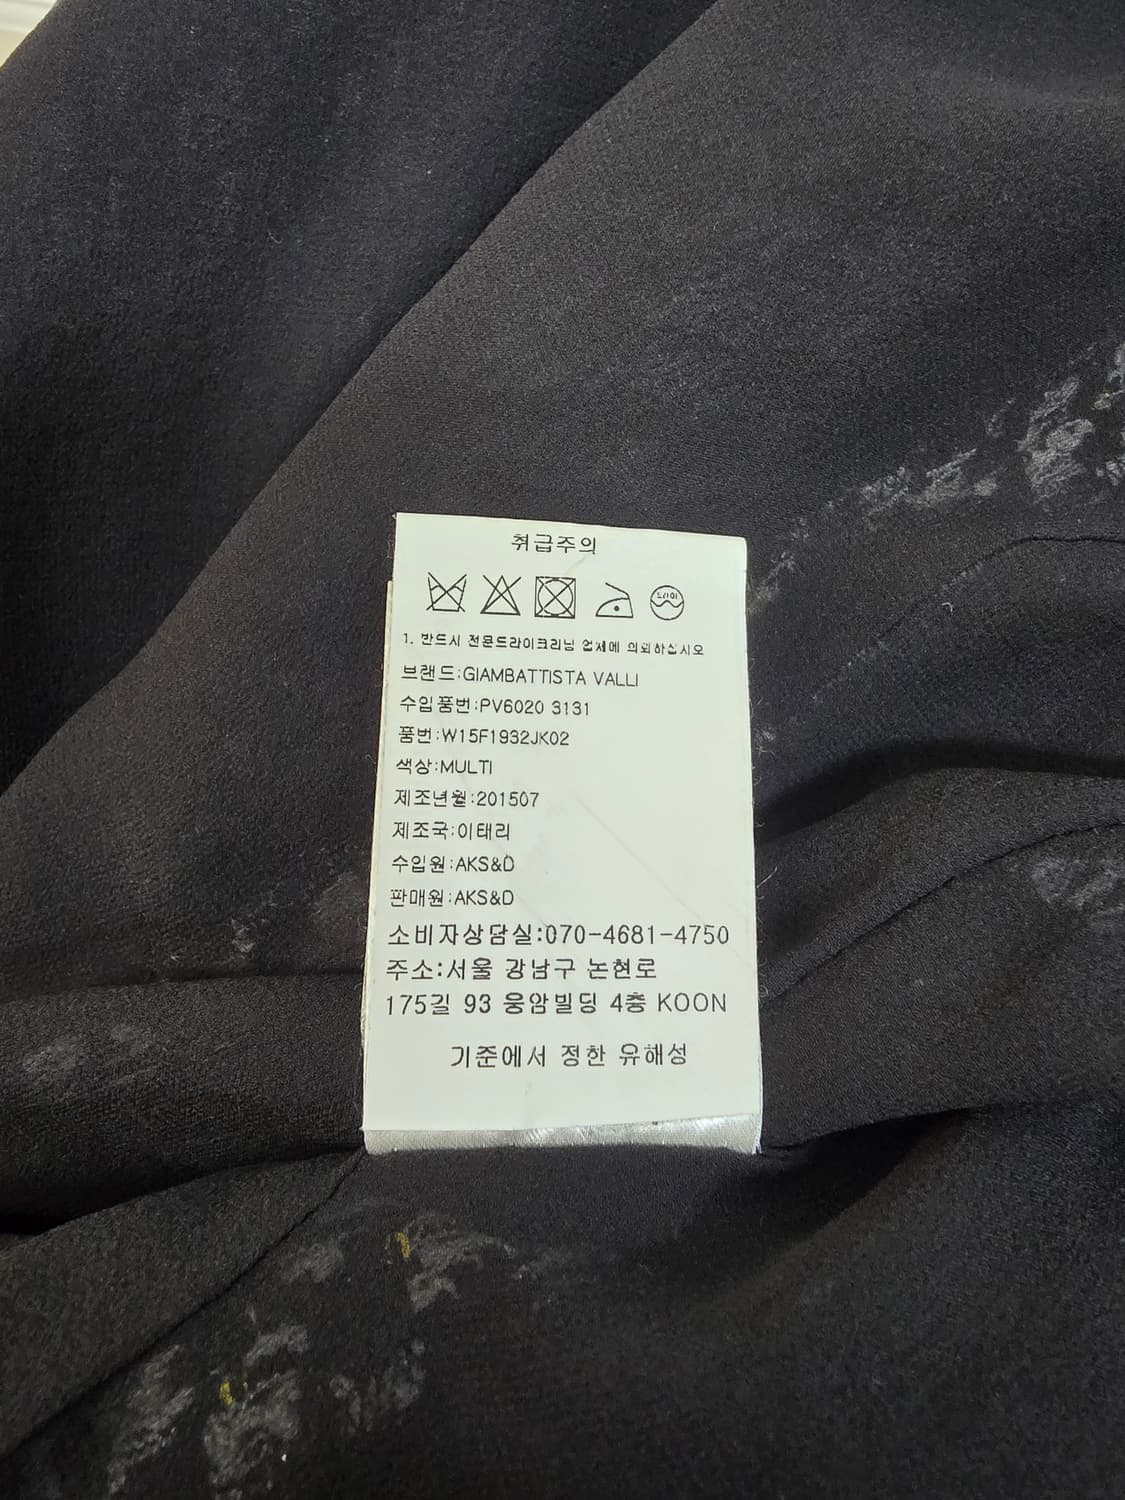 취급주의
드라이
1. 반드시 전문드라이크리닝 업체에 의뢰하십시오
브랜드:GIAMBATTISTA VALLI
수입품번:PV6020 3131
품번:W15F1932JK02
색상:MULTI
제조년월:201507
제조국:이태리
수입원:AKS&D
판매원:AKS&D
소비자상담실:070-4681-4750
주소:서울 강남구 논현로
175길 93 웅암빌딩 4층 KOON
기준에서 정한 유해성